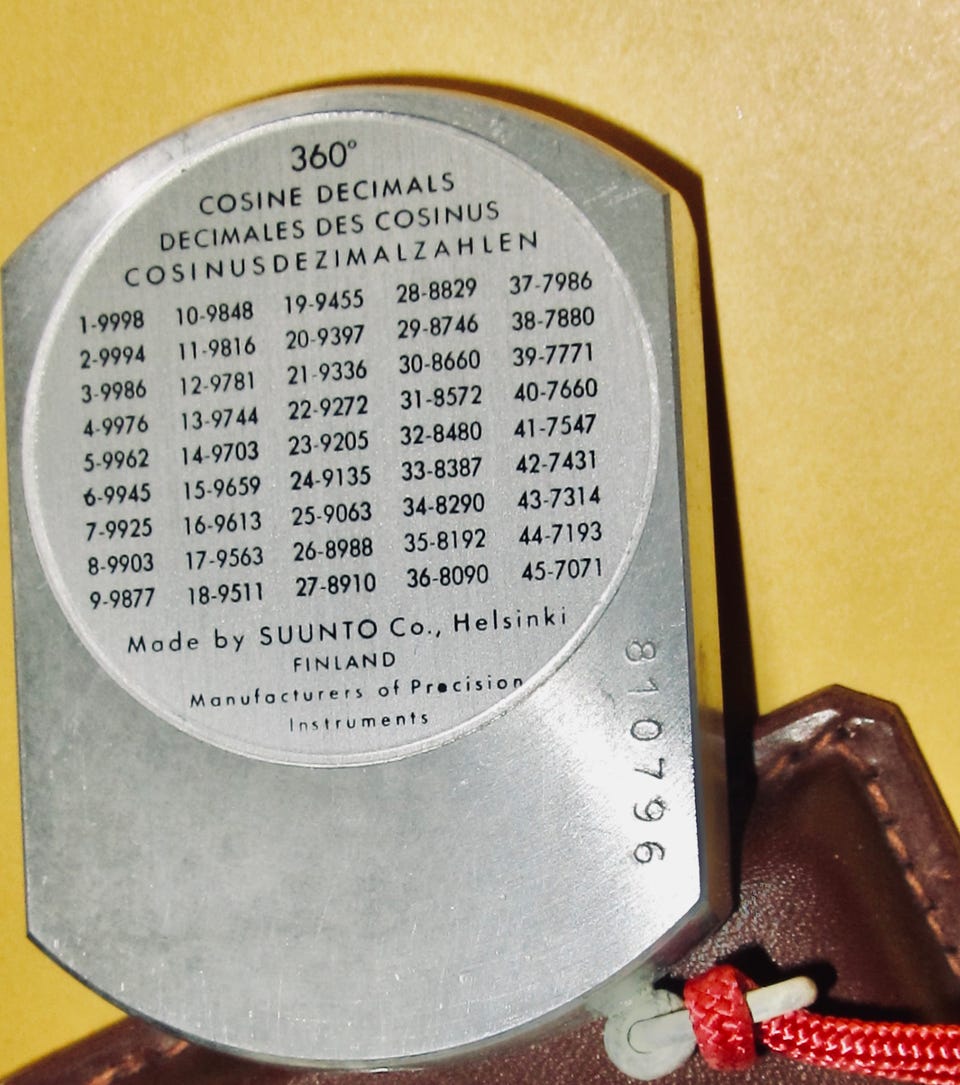 360°
COSINE DECIMALS
DECIMALES DES COSINUS
COSINUSDEZIMALZAHLEN
1-9998 10-9848 19-9455 28-8829 37-7986
2-9994 11-9816 20-9397 29-8746 38-7880
3-9986 12-9781 21-9336 30-8660 39-7771
4-9976 13-9744 22-9272 31-8572 40-7660
5-9962 14-9703 23-9205 32-8480 41-7547
6-9945 15-9659 24-9135 33-8387 42-7431
7-9925 16-9613 25-9063 34-8290 43-7314
8-9903 17-9563 26-8988 35-8192 44-7193
9-9877 18-9511 27-8910 36-8090 45-7071
Made by SUUNTO Co., Helsinki
FINLAND
Manufacturers of Precision
Instruments
810796